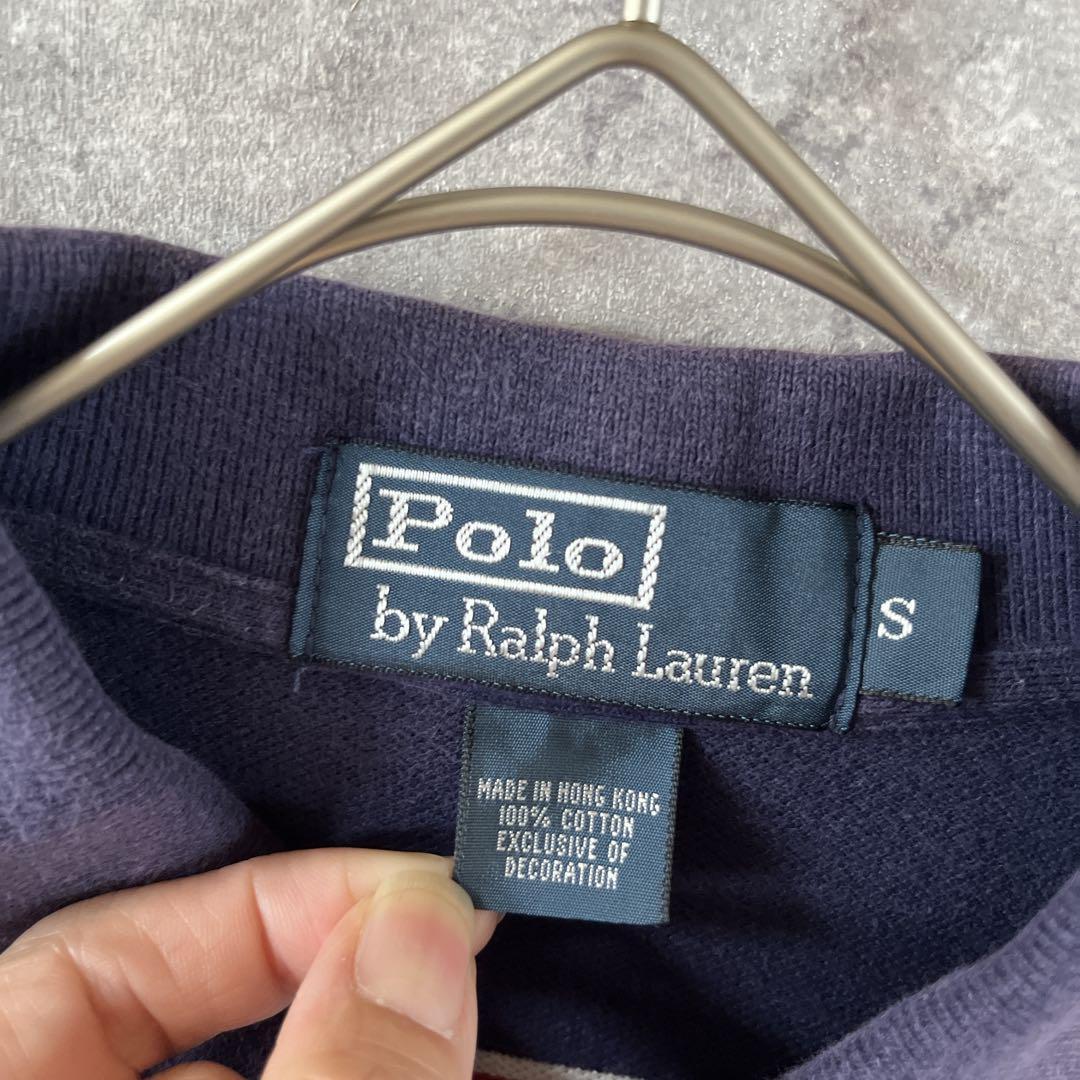 Polo
by Ralph Lauren
S
MADE IN HONG KONG
100% COTTON
EXCLUSIVE OF
DECORATION